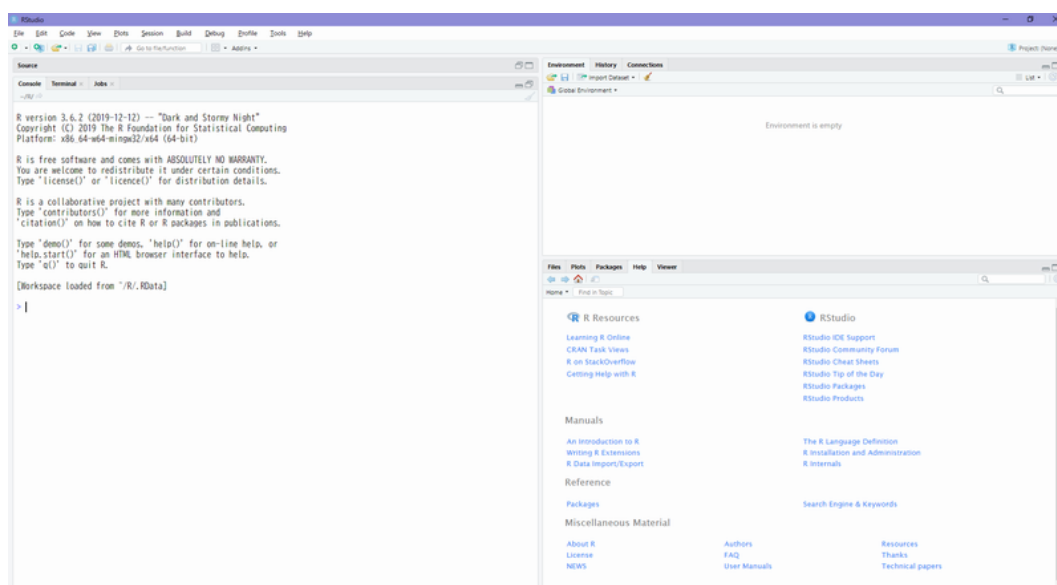 RStudio
File Edit Code View Plots Session Build Debug Profile Tools Help
Go to file/function Addins
Project: (None
Source
Console Terminal Jobs
~/R/
R version 3.6.2 (2019-12-12) -- "Dark and Stormy Night"
Copyright (C) 2019 The R Foundation for Statistical Computing
Platform: x86_64-w64-mingw32/x64 (64-bit)
R is free software and comes with ABSOLUTELY NO WARRANTY.
You are welcome to redistribute it under certain conditions.
Type 'license()' or 'licence()' for distribution details.
R is a collaborative project with many contributors.
Type 'contributors()' for more information and
'citation()' on how to cite R or R packages in publications.
Type 'demo()' for some demos, 'help()' for on-line help, or
'help.start()' for an HTML browser interface to help.
Type 'q()' to quit R.
[Workspace loaded from ~/R/.RData]
>
Environment History Connections
Import Dataset List
Global Environment
Environment is empty
Files Plots Packages Help Viewer
Home Find in Topic
R Resources RStudio
Learning R Online RStudio IDE Support
CRAN Task Views RStudio Community Forum
R on StackOverflow RStudio Cheat Sheets
Getting Help with R RStudio Tip of the Day
RStudio Packages
RStudio Products
Manuals
An Introduction to R The R Language Definition
Writing R Extensions R Installation and Administration
R Data Import/Export R Internals
Reference
Packages Search Engine & Keywords
Miscellaneous Material
About R Authors Resources
License FAQ Thanks
NEWS User Manuals Technical papers